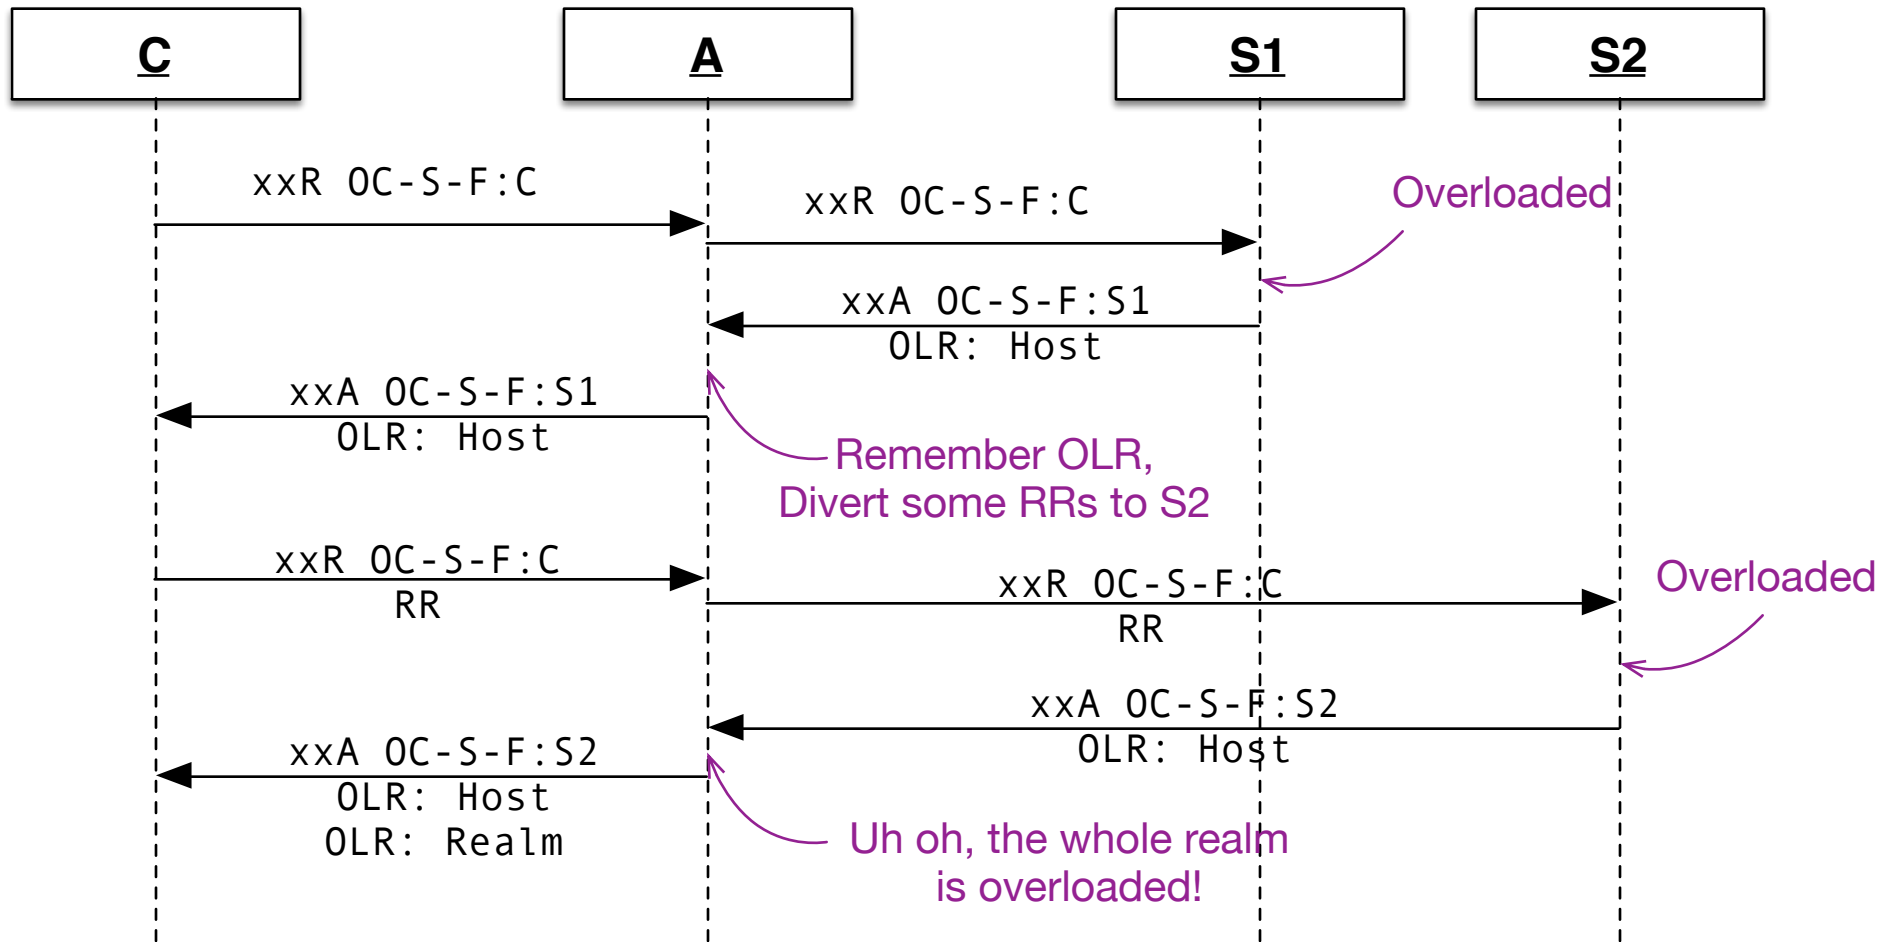 C
A
S1
S2
xxR OC-S-F:C
xxR OC-S-F:C
Overloaded
xxA OC-S-F:S1
OLR: Host
xxA OC-S-F:S1
OLR: Host
Remember OLR,
Divert some RRs to S2
xxR OC-S-F:C
RR
xxR OC-S-F:C
RR
Overloaded
xxA OC-S-F:S2
OLR: Host
xxA OC-S-F:S2
OLR: Host
OLR: Realm
Uh oh, the whole realm
is overloaded!